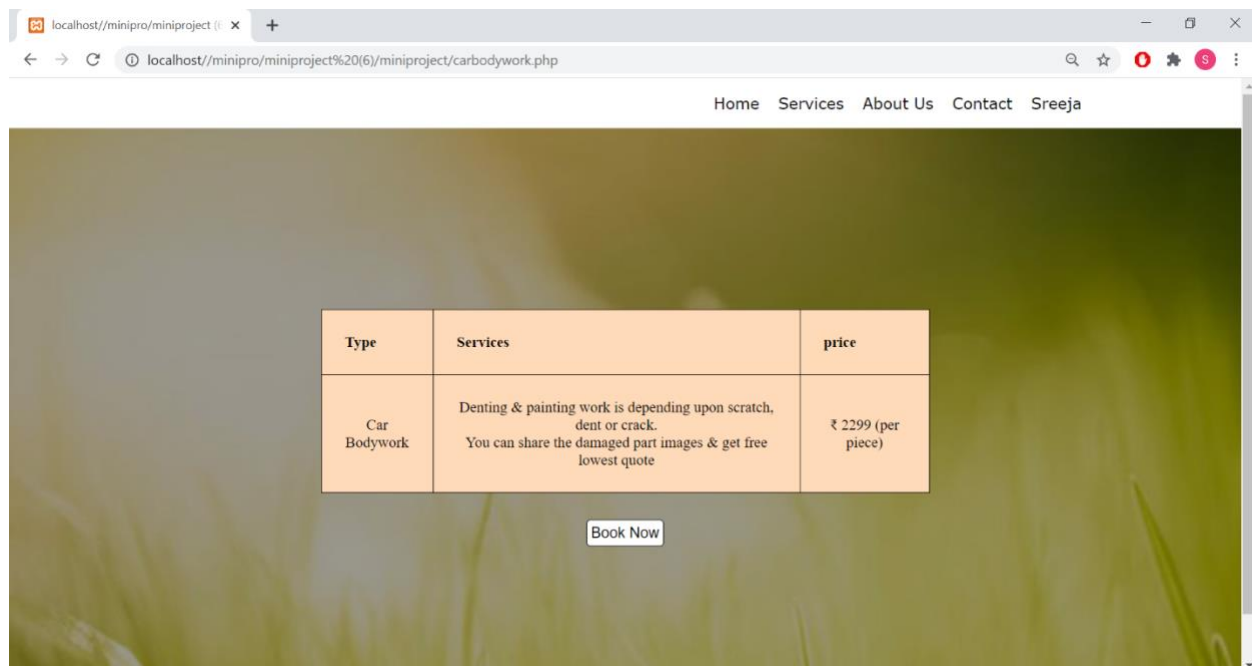 localhost//minipro/miniproject (6
localhost//minipro/miniproject%20(6)/miniproject/carbodywork.php
S
Home Services About Us Contact Sreeja
Type Services price
Car Bodywork
Denting & painting work is depending upon scratch,
dent or crack.
You can share the damaged part images & get free
lowest quote
₹ 2299 (per
piece)
Book Now